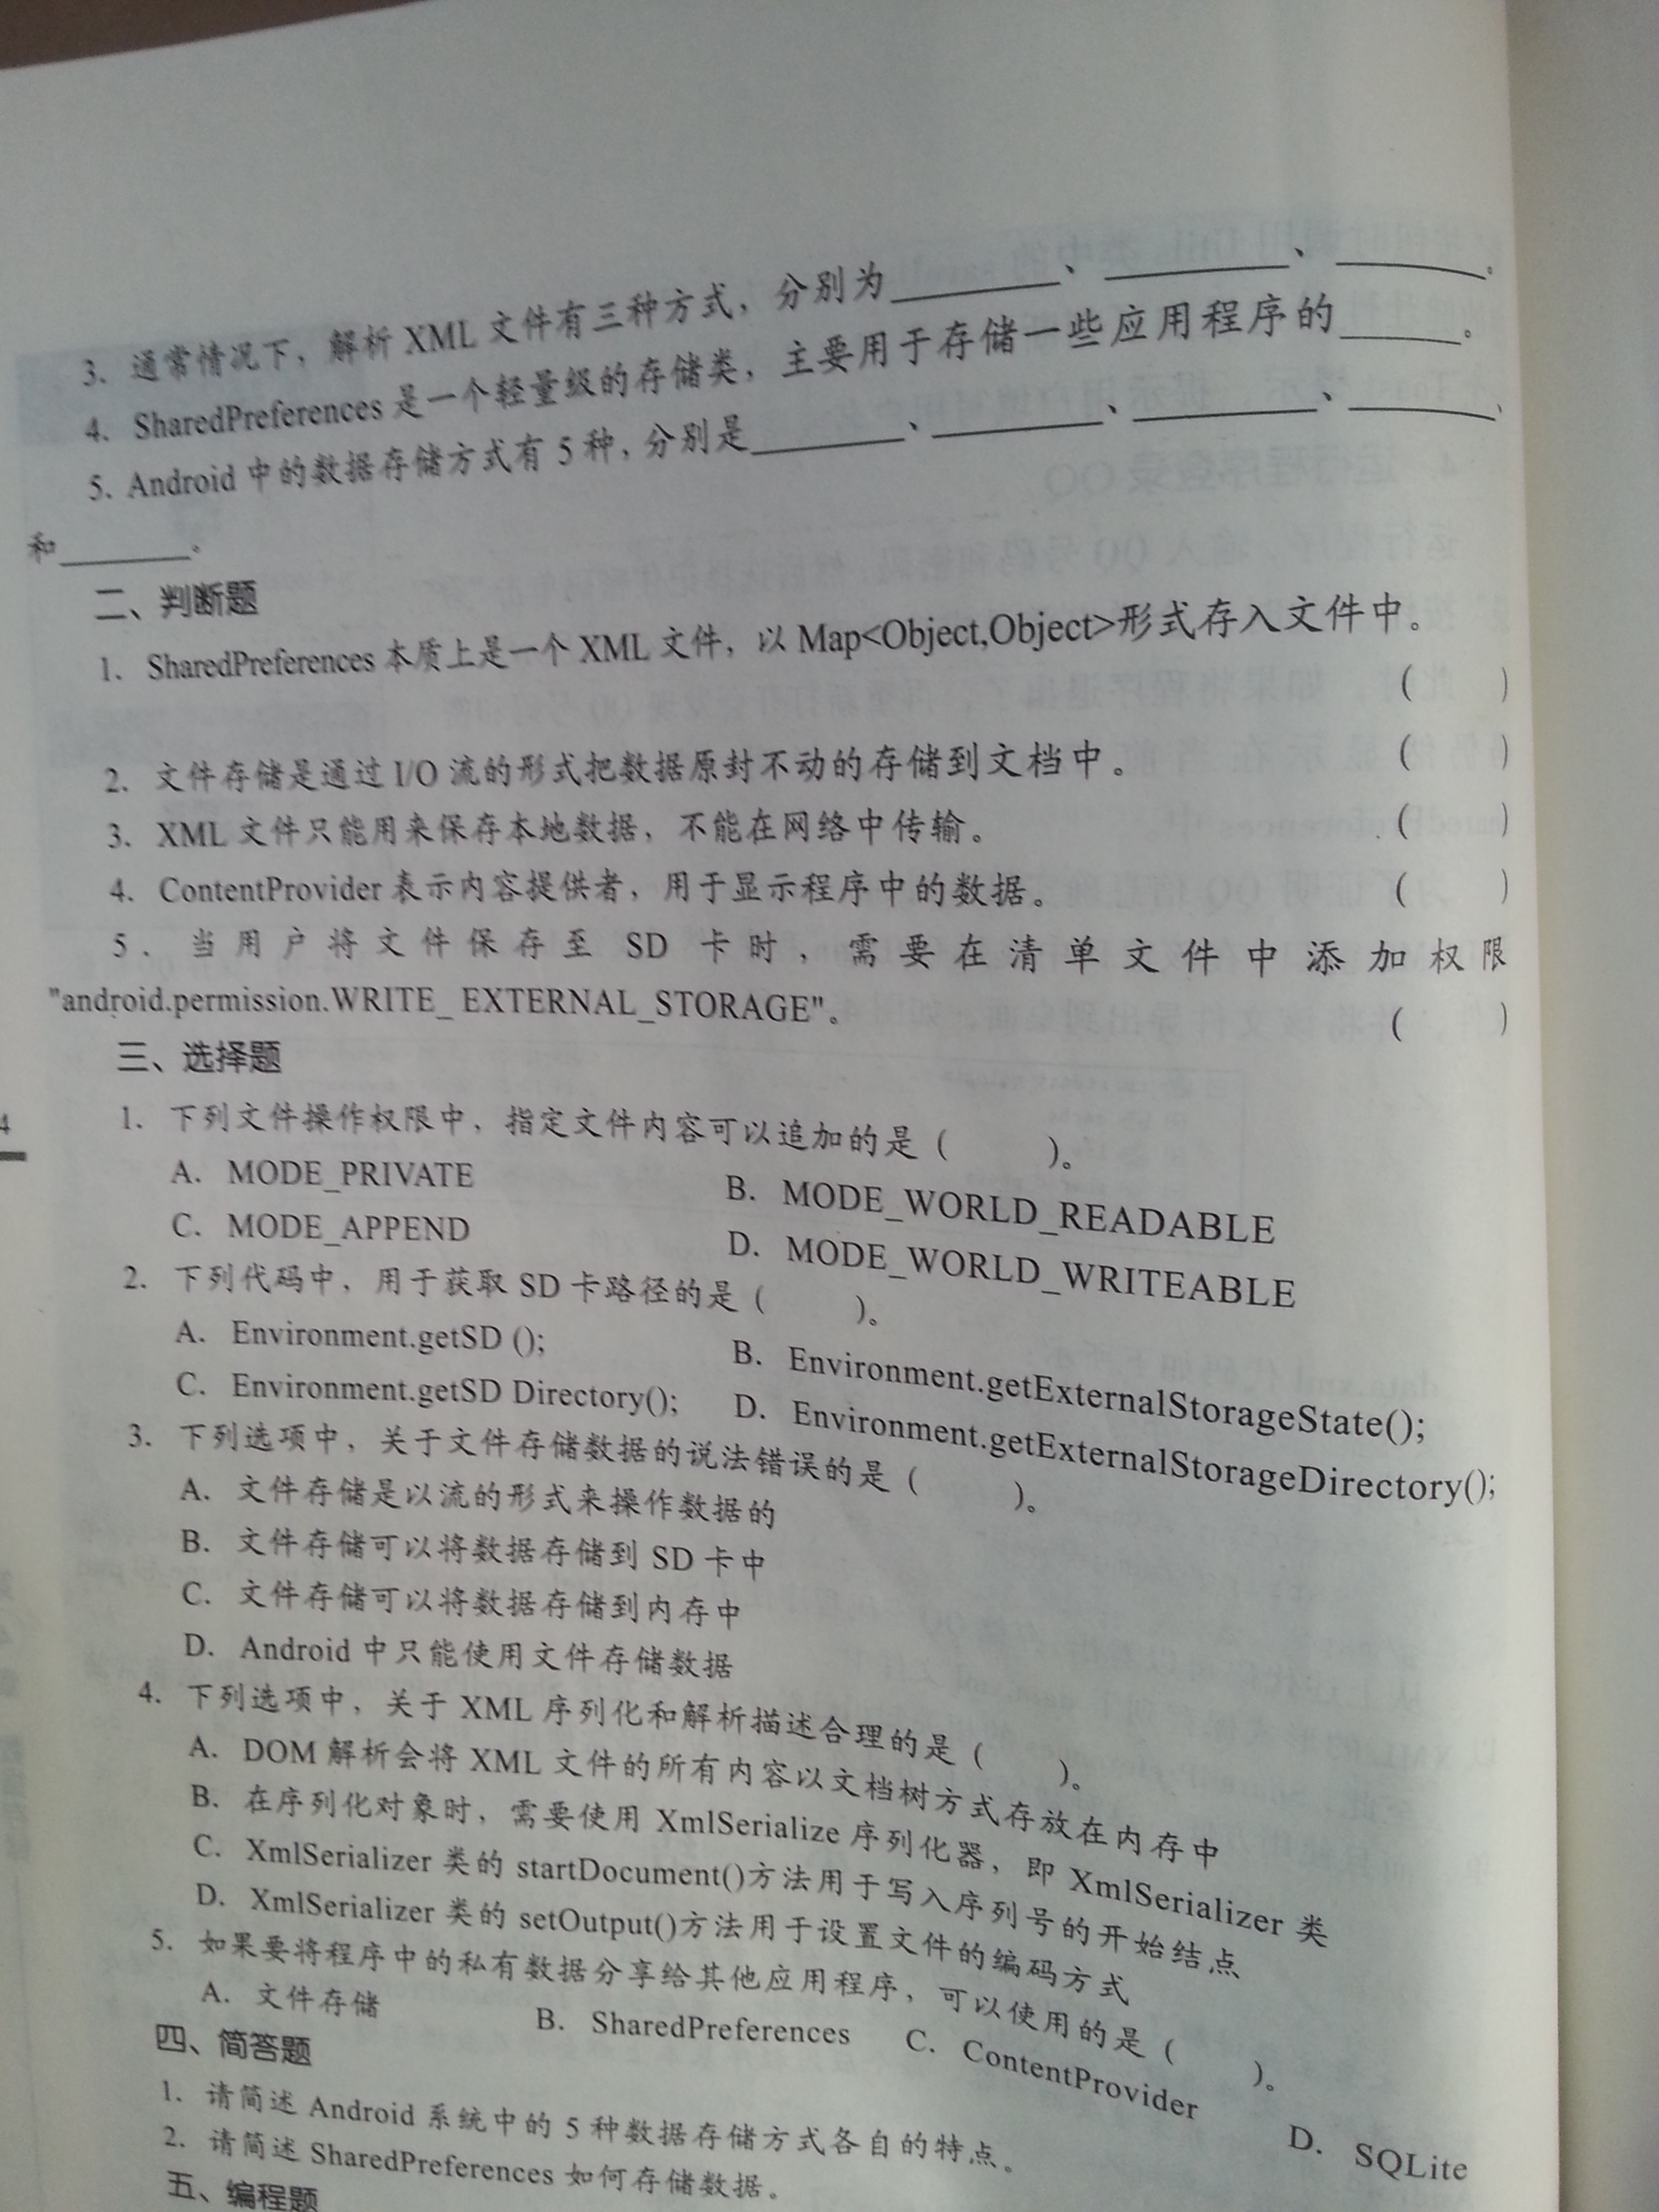 3. 通常情况下，解析 XML 文件有三种方式，分别为________、________、________。
4. SharedPreferences 是一个轻量级的存储类，主要用于存储一些应用程序的______。
5. Android 中的数据存储方式有 5 种，分别是________、________、________、________、
和________。
二、判断题
1. SharedPreferences 本质上是一个 XML 文件，以 Map<Object,Object>形式存入文件中。
( )
2. 文件存储是通过 I/O 流的形式把数据原封不动的存储到文档中。 ( )
3. XML 文件只能用来保存本地数据，不能在网络中传输。 ( )
4. ContentProvider 表示内容提供者，用于显示程序中的数据。 ( )
5. 当用户将文件保存至 SD 卡时，需要在清单文件中添加权限
"android.permission.WRITE_ EXTERNAL_STORAGE"。 ( )
三、选择题
1. 下列文件操作权限中，指定文件内容可以追加的是（ ）。
A. MODE_PRIVATE B. MODE_WORLD_READABLE
C. MODE_APPEND D. MODE_WORLD_WRITEABLE
2. 下列代码中，用于获取 SD 卡路径的是（ ）。
A. Environment.getSD (); B. Environment.getExternalStorageState();
C. Environment.getSD Directory(); D. Environment.getExternalStorageDirectory();
3. 下列选项中，关于文件存储数据的说法错误的是（ ）。
A. 文件存储是以流的形式来操作数据的
B. 文件存储可以将数据存储到 SD 卡中
C. 文件存储可以将数据存储到内存中
D. Android 中只能使用文件存储数据
4. 下列选项中，关于 XML 序列化和解析描述合理的是（ ）。
A. DOM 解析会将 XML 文件的所有内容以文档树方式存放在内存中
B. 在序列化对象时，需要使用 XmlSerialize 序列化器，即 XmlSerializer 类
C. XmlSerializer 类的 startDocument()方法用于写入序列号的开始结点
D. XmlSerializer 类的 setOutput()方法用于设置文件的编码方式
5. 如果要将程序中的私有数据分享给其他应用程序，可以使用的是（ ）。
A. 文件存储 B. SharedPreferences C. ContentProvider D. SQLite
四、简答题
1. 请简述 Android 系统中的 5 种数据存储方式各自的特点。
2. 请简述 SharedPreferences 如何存储数据。
五、编程题
4